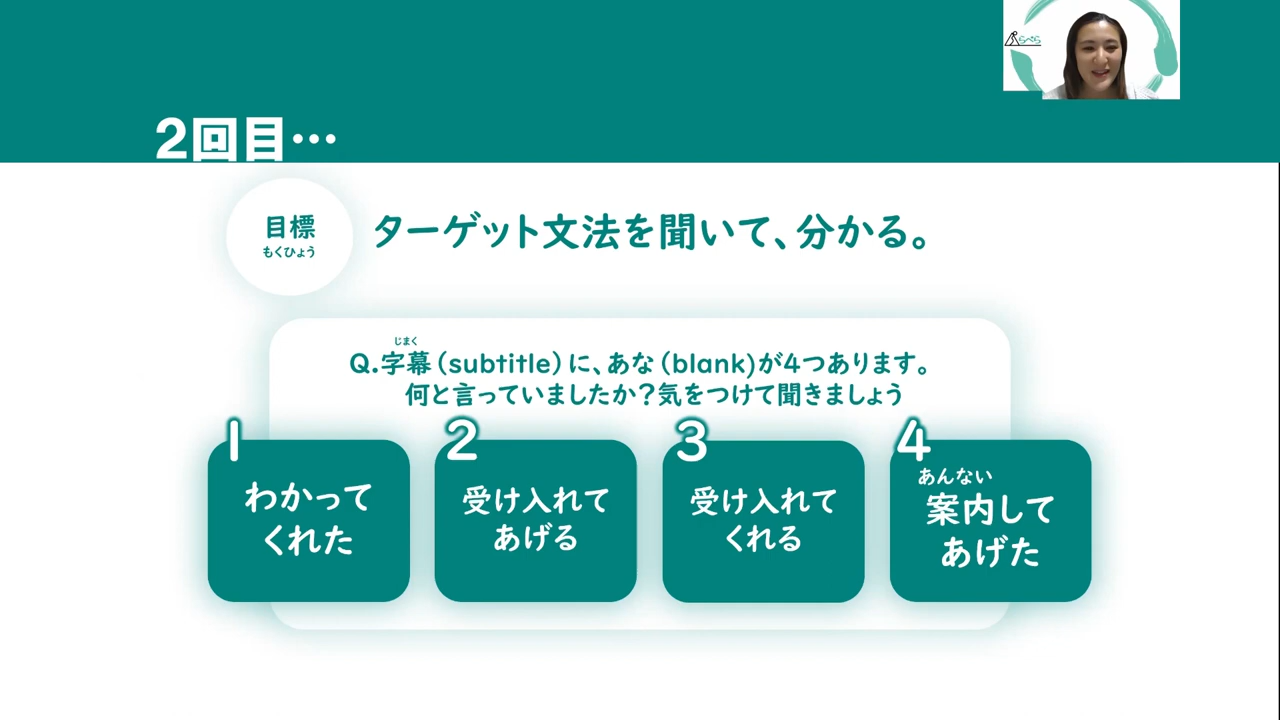 らぺら
2回目…
目標
もくひょう
ターゲット文法を聞いて、分かる。
じまく
Q.字幕（subtitle）に、あな（blank)が4つあります。
何と言っていましたか？気をつけて聞きましょう
1
わかって
くれた
2
受け入れて
あげる
3
受け入れて
くれる
4
あんない
案内して
あげた